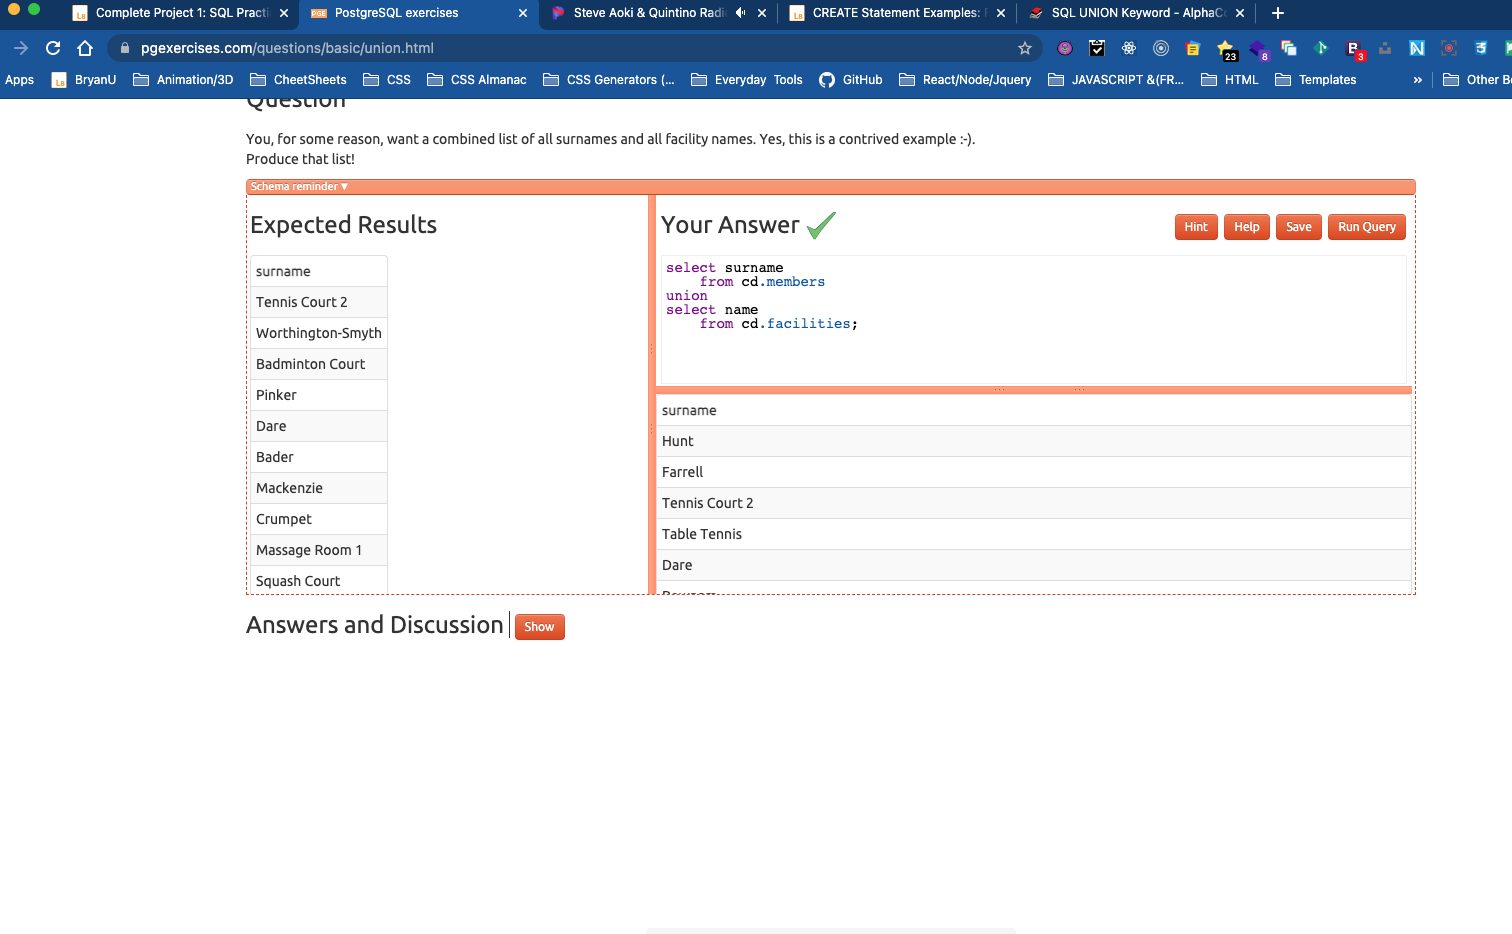 Complete Project 1: SQL Practi
PostgreSQL exercises
Steve Aoki & Quintino Radi
CREATE Statement Examples:
SQL UNION Keyword - AlphaCo
pgexercises.com/questions/basic/union.html
23
8
3
Apps
BryanU
Animation/3D
CheetSheets
CSS
CSS Almanac
CSS Generators (...
Everyday Tools
GitHub
React/Node/Jquery
JAVASCRIPT &(FR...
HTML
Templates
»
Other B
Question
You, for some reason, want a combined list of all surnames and all facility names. Yes, this is a contrived example :-).
Produce that list!
Schema reminder ▼
Expected Results
surname
Tennis Court 2
Worthington-Smyth
Badminton Court
Pinker
Dare
Bader
Mackenzie
Crumpet
Massage Room 1
Squash Court
Your Answer
Hint
Help
Save
Run Query
select surname
from cd.members
union
select name
from cd.facilities;
surname
Hunt
Farrell
Tennis Court 2
Table Tennis
Dare
Answers and Discussion
Show